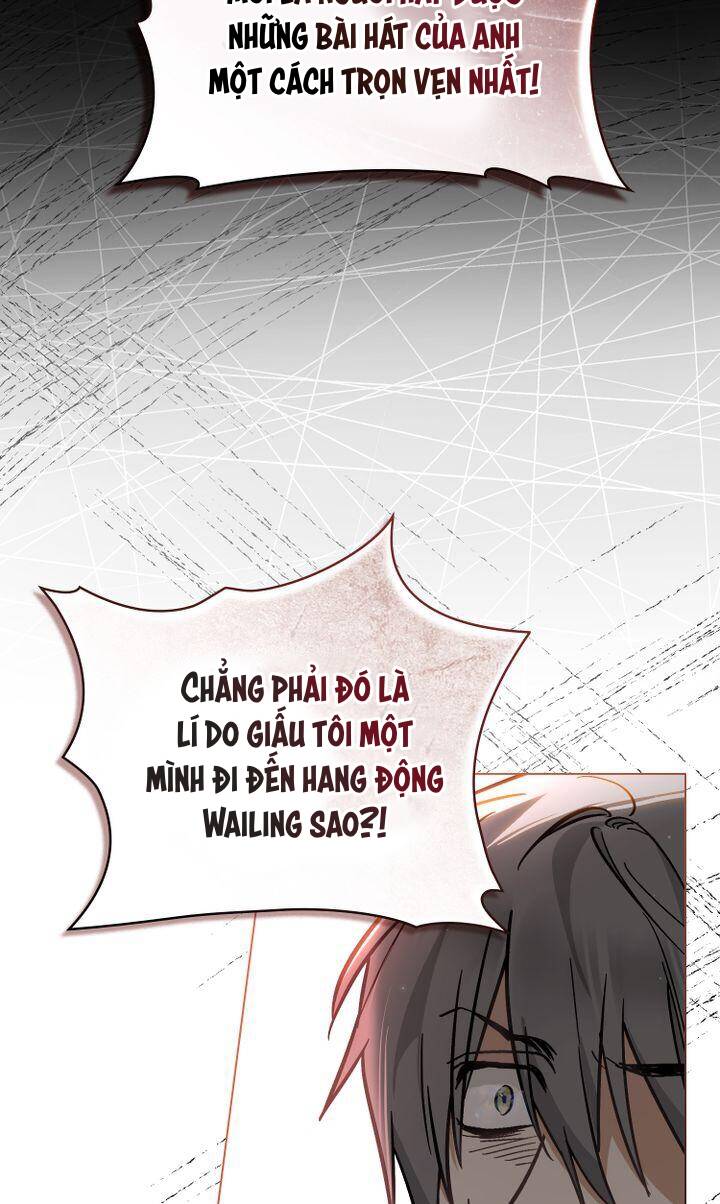 NHỮNG BÀI HÁT CỦA ANH
MỘT CÁCH TRỌN VẸN NHẤT!
CHẲNG PHẢI ĐÓ LÀ
LÍ DO GIẤU TÔI MỘT
MÌNH ĐI ĐẾN HANG ĐỘNG
WAILING SAO?!